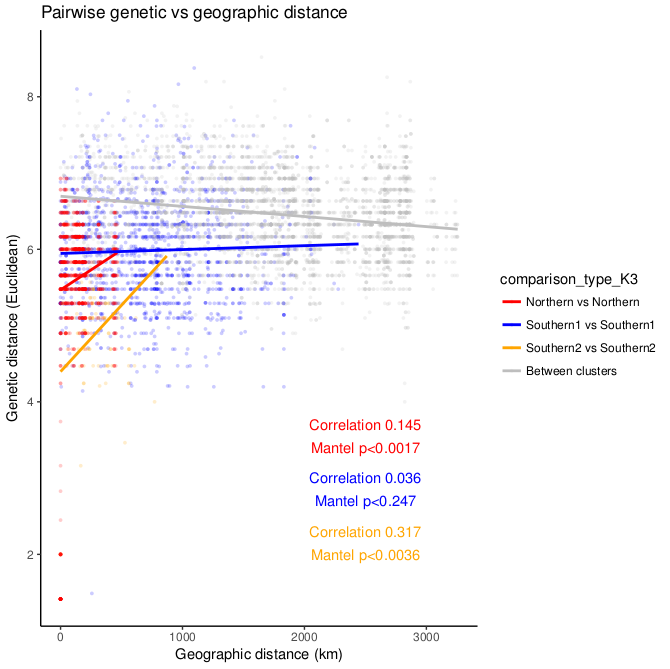 Pairwise genetic vs geographic distance
Genetic distance (Euclidean)
8
6
4
2
0
1000
2000
3000
Geographic distance (km)
Correlation 0.145
Mantel p<0.0017
Correlation 0.036
Mantel p<0.247
Correlation 0.317
Mantel p<0.0036
comparison_type_K3
Northern vs Northern
Southern1 vs Southern1
Southern2 vs Southern2
Between clusters